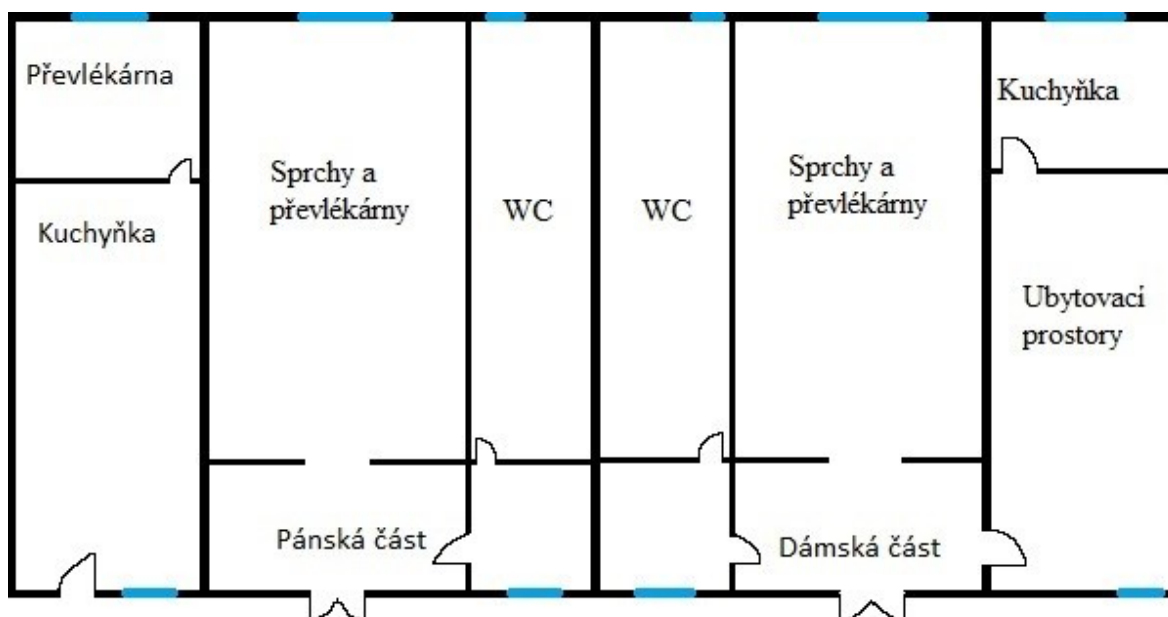 Převlékárna
Kuchyňka
Sprchy a
převlékárny
WC
Pánská část
WC
Sprchy a
převlékárny
Dámská část
Kuchyňka
Ubytovací
prostory